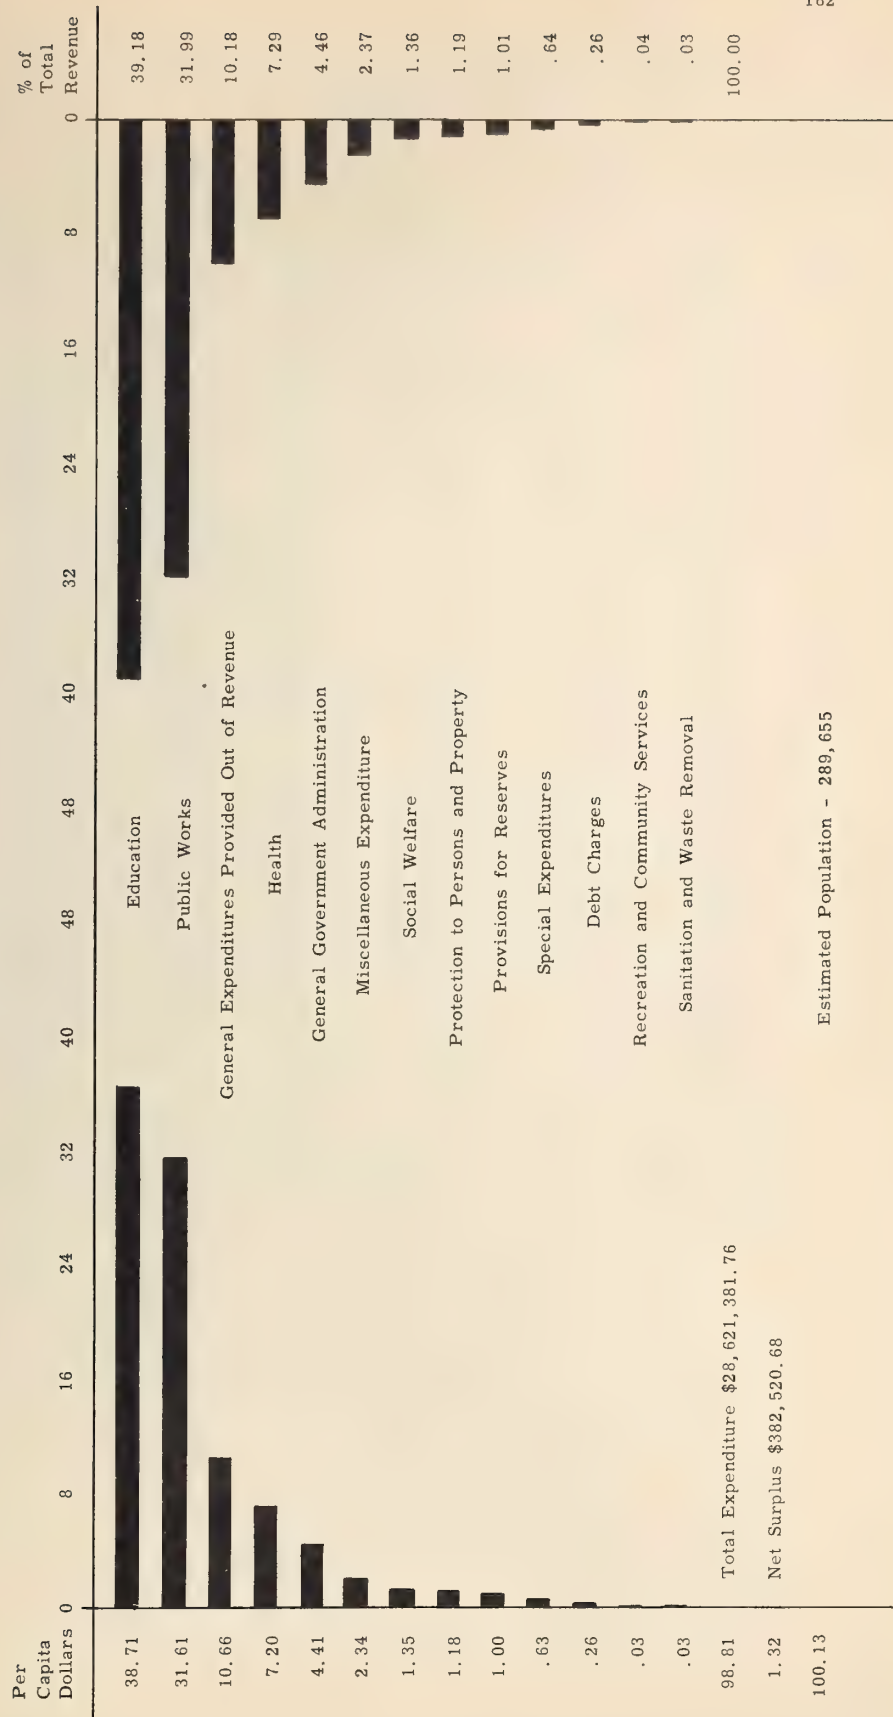 182
Per
Capita
Dollars 0 8 16 24 32 40 48 48 40 32 24 16 8 0
% of
Total
Revenue
38.71 Education 39.18
31.61 Public Works 31.99
10.66 General Expenditures Provided Out of Revenue 10.18
7.20 Health 7.29
4.41 General Government Administration 4.46
2.34 Miscellaneous Expenditure 2.37
1.35 Social Welfare 1.36
1.18 Protection to Persons and Property 1.19
1.00 Provisions for Reserves 1.01
.63 Special Expenditures .64
.26 Debt Charges .26
.03 Recreation and Community Services .04
.03 Sanitation and Waste Removal .03
98.81 Total Expenditure $28,621,381.76 100.00
1.32 Net Surplus $382,520.68
100.13 Estimated Population - 289,655